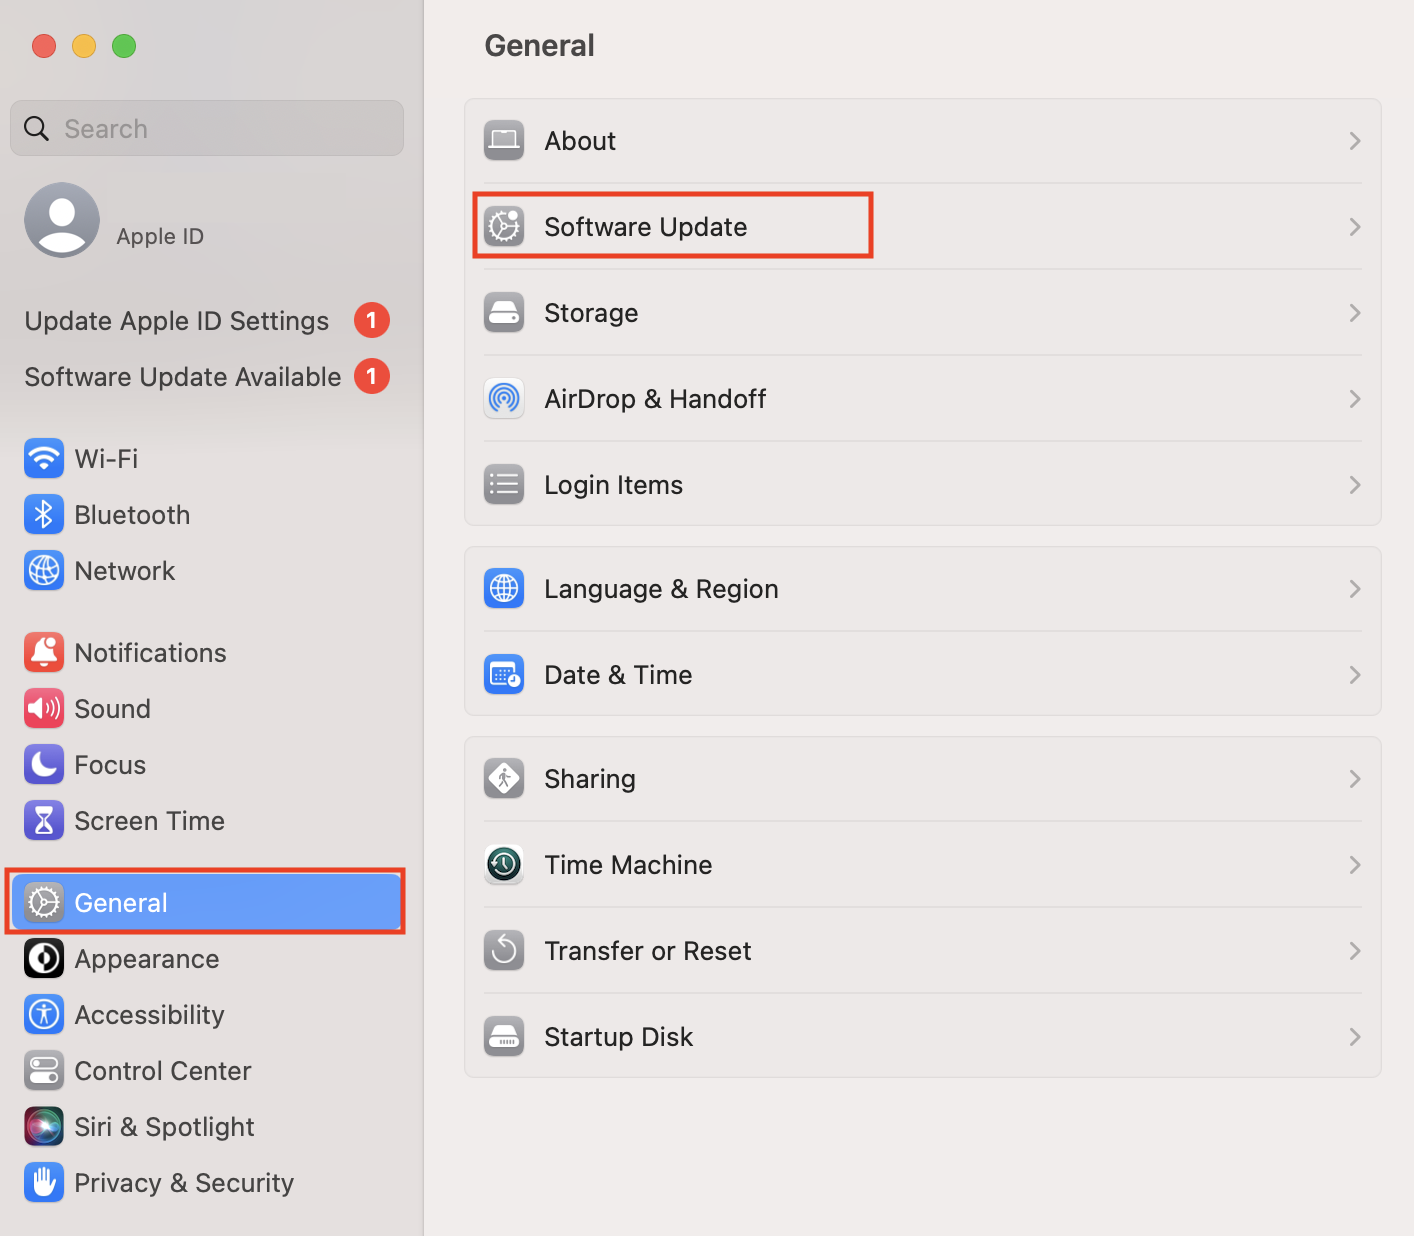 Search
Apple ID
Update Apple ID Settings 1
Software Update Available 1
Wi-Fi
Bluetooth
Network
Notifications
Sound
Focus
Screen Time
General
Appearance
Accessibility
Control Center
Siri & Spotlight
Privacy & Security
General
About
Software Update
Storage
AirDrop & Handoff
Login Items
Language & Region
Date & Time
Sharing
Time Machine
Transfer or Reset
Startup Disk